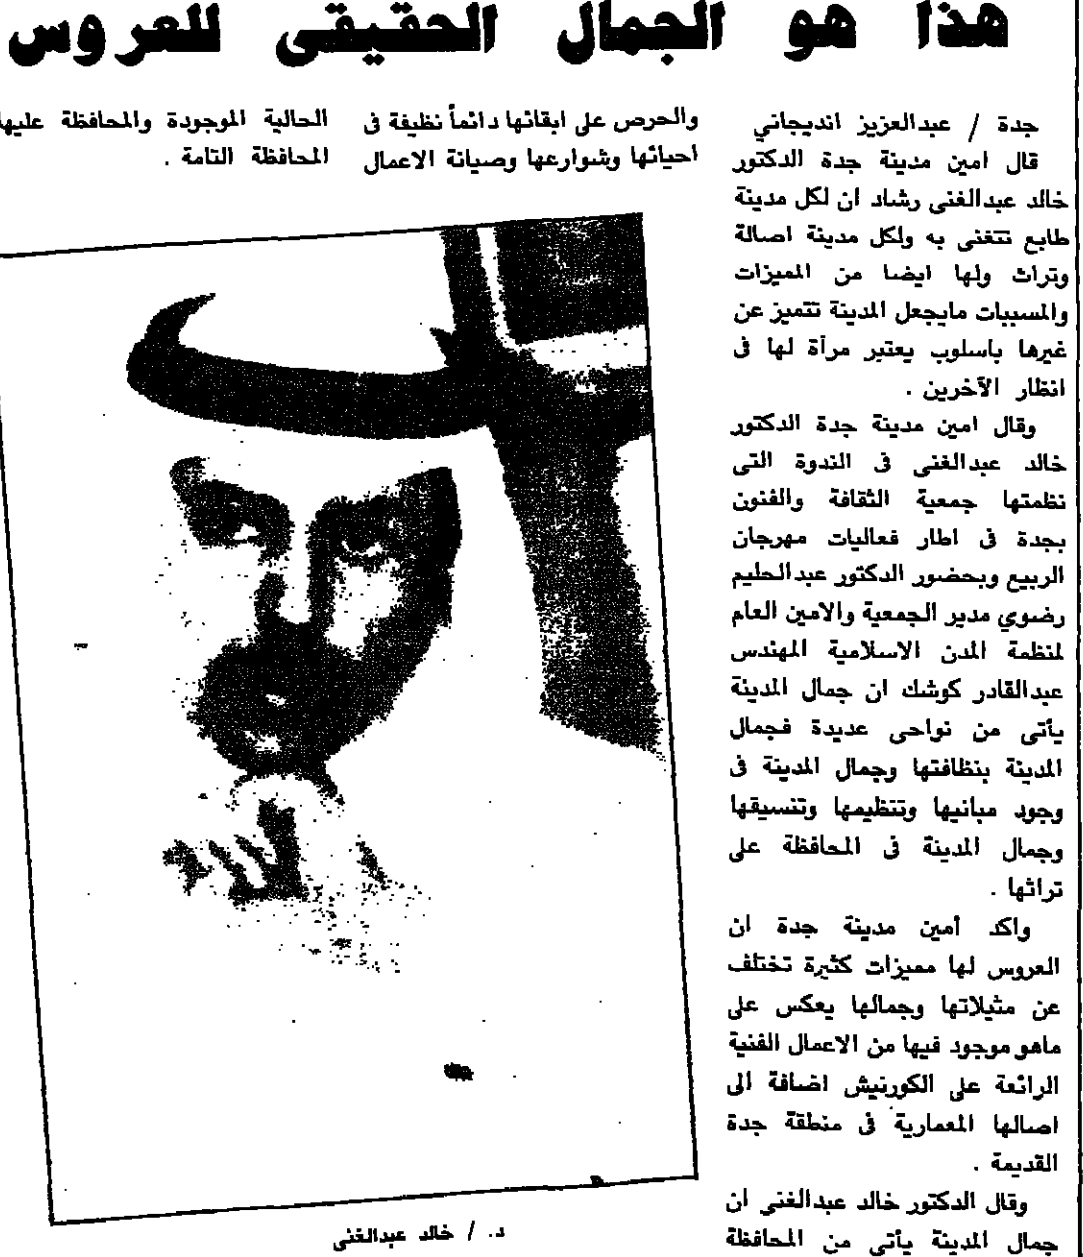 هذا هو الجمال الحقيقى للعروس
جدة / عبدالعزيز انديجاني
قال امين مدينة جدة الدكتور
خالد عبدالغنى رشاد ان لكل مدينة
طابع تتغنى به ولكل مدينة اصالة
وتراث ولها ايضا من المميزات
والمسببات مايجعل المدينة تتميز عن
غيرها باسلوب يعتبر مرآة لها فى
انظار الآخرين .
وقال امين مدينة جدة الدكتور
خالد عبدالغنى فى الندوة التى
نظمتها جمعية الثقافة والفنون
بجدة فى اطار فعاليات مهرجان
الربيع وبحضور الدكتور عبدالحليم
رضوي مدير الجمعية والامين العام
لمنظمة المدن الاسلامية المهندس
عبدالقادر كوشك ان جمال المدينة
يأتى من نواحى عديدة فجمال
المدينة بنظافتها وجمال المدينة فى
وجود مبانيها وتنظيمها وتنسيقها
وجمال المدينة فى المحافظة على
تراثها .
واكد أمين مدينة جدة ان
العروس لها مميزات كثيرة تختلف
عن مثيلاتها وجمالها يعكس على
ماهو موجود فيها من الاعمال الفنية
الرائعة على الكورنيش اضافة الى
اصالها المعمارية فى منطقة جدة
القديمة .
وقال الدكتور خالد عبدالغنى ان
جمال المدينة يأتى من المحافظة
والحرص على ابقائها دائماً نظيفة فى
احيائها وشوارعها وصيانة الاعمال
الحالية الموجودة والمحافظة عليها
المحافظة التامة .
د. / خالد عبدالغنى